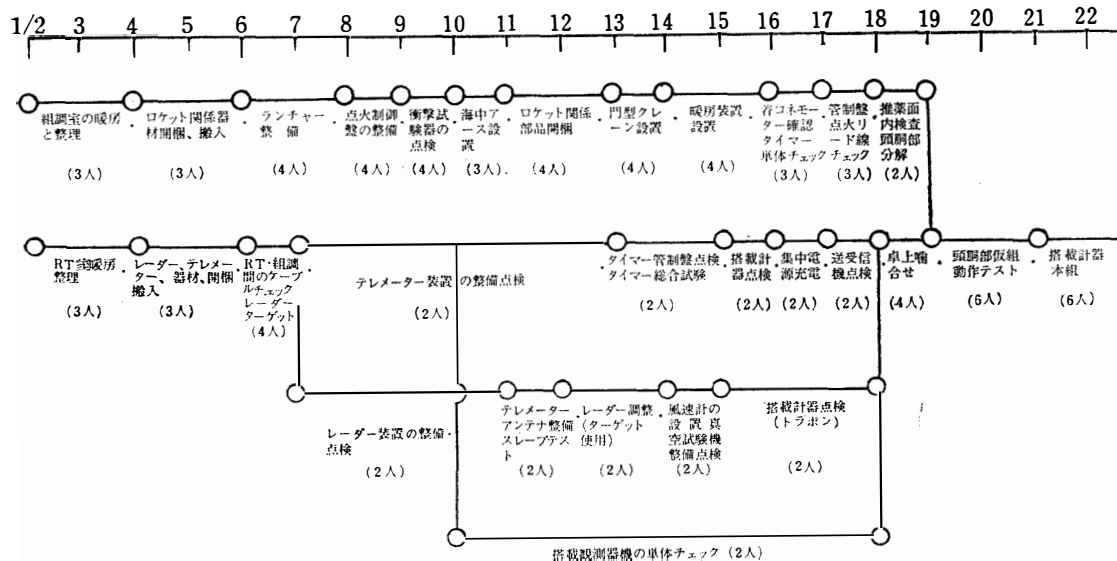 1/2 3 4 5 6 7 8 9 10 11 12 13 14 15 16 17 18 19 20 21 22
組調室の暖房
と整理
(3人)
ロケット関係器
材開梱、搬入
(3人)
ランチャー
整備
(4人)
点火制御
盤の整備
(4人)
衝撃試
験器の
点検
(4人)
海中ア
ース設
置
(3人)
ロケット関係
部品開梱
(4人)
門型クレ
ーン設置
(4人)
暖房装置
設置
(4人)
着コネモー
ター確認
タイマー
単体チェック
(3人)
管制盤
点火リ
ード線
チェック
(3人)
推薬面
内検査
頭胴部
分解
(2人)
RT室暖房
整理
(3人)
レーダー、テレメー
ター、器材、開梱
搬入
(3人)
RT・組調
間のケーブ
ルチェック
レーダー
ターゲット
(4人)
テレメーター装置の整備点検
(2人)
タイマー管制盤点検
タイマー総合試験
(2人)
搭載計
器点検
(2人)
集中電
源充電
(2人)
送受信
機点検
(2人)
卓上噛
合せ
(4人)
頭胴部仮組
動作テスト
(6人)
搭載計器
本組
(6人)
レーダー装置の整備・
点検
(2人)
テレメーター
アンテナ整備
スレーブテス
ト
(2人)
レーダー調整
(ターゲット
使用)
(2人)
風速計の
設置真
空試験機
整備点検
(2人)
搭載計器点検
(トラポン)
(2人)
搭載観測器機の単体チェック(2人)